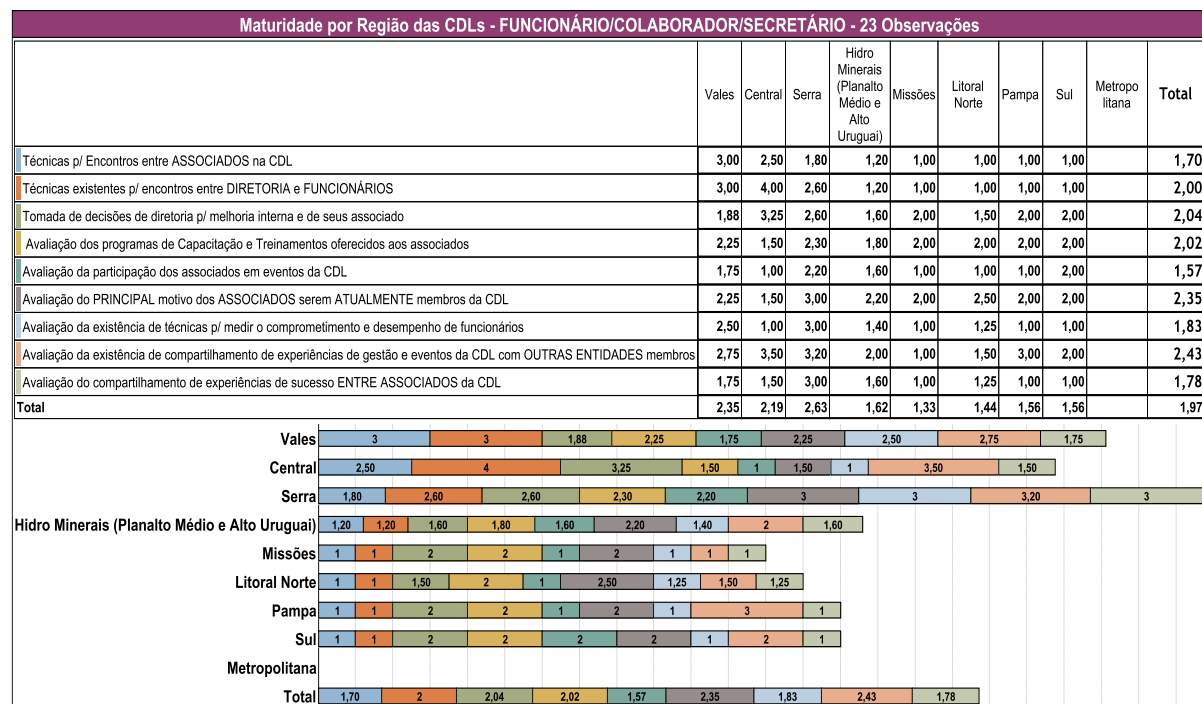 Maturidade por Região das CDLs - FUNCIONÁRIO/COLABORADOR/SECRETÁRIO - 23 Observações
Vales Central Serra Hidro Minerais (Planalto Médio e Alto Uruguai) Missões Litoral Norte Pampa Sul Metropo litana Total
Técnicas p/ Encontros entre ASSOCIADOS na CDL 3,00 2,50 1,80 1,20 1,00 1,00 1,00 1,00 1,70
Técnicas existentes p/ encontros entre DIRETORIA e FUNCIONÁRIOS 3,00 4,00 2,60 1,20 1,00 1,00 1,00 1,00 2,00
Tomada de decisões de diretoria p/ melhoria interna e de seus associado 1,88 3,25 2,60 1,60 2,00 1,50 2,00 2,00 2,04
Avaliação dos programas de Capacitação e Treinamentos oferecidos aos associados 2,25 1,50 2,30 1,80 2,00 2,00 2,00 2,00 2,02
Avaliação da participação dos associados em eventos da CDL 1,75 1,00 2,20 1,60 1,00 1,00 1,00 2,00 1,57
Avaliação do PRINCIPAL motivo dos ASSOCIADOS serem ATUALMENTE membros da CDL 2,25 1,50 3,00 2,20 2,00 2,50 2,00 2,00 2,35
Avaliação da existência de técnicas p/ medir o comprometimento e desempenho de funcionários 2,50 1,00 3,00 1,40 1,00 1,25 1,00 1,00 1,83
Avaliação da existência de compartilhamento de experiências de gestão e eventos da CDL com OUTRAS ENTIDADES membros 2,75 3,50 3,20 2,00 1,00 1,50 3,00 2,00 2,43
Avaliação do compartilhamento de experiências de sucesso ENTRE ASSOCIADOS da CDL 1,75 1,50 3,00 1,60 1,00 1,25 1,00 1,00 1,78
Total 2,35 2,19 2,63 1,62 1,33 1,44 1,56 1,56 1,97
Vales 3 3 1,88 2,25 1,75 2,25 2,50 2,75 1,75
Central 2,50 4 3,25 1,50 1 1,50 1 3,50 1,50
Serra 1,80 2,60 2,60 2,30 2,20 3 3 3,20 3
Hidro Minerais (Planalto Médio e Alto Uruguai) 1,20 1,20 1,60 1,80 1,60 2,20 1,40 2 1,60
Missões 1 1 2 2 1 2 1 1 1
Litoral Norte 1 1 1,50 2 1 2,50 1,25 1,50 1,25
Pampa 1 1 2 2 1 2 1 3 1
Sul 1 1 2 2 2 2 1 2 1
Metropolitana
Total 1,70 2 2,04 2,02 1,57 2,35 1,83 2,43 1,78